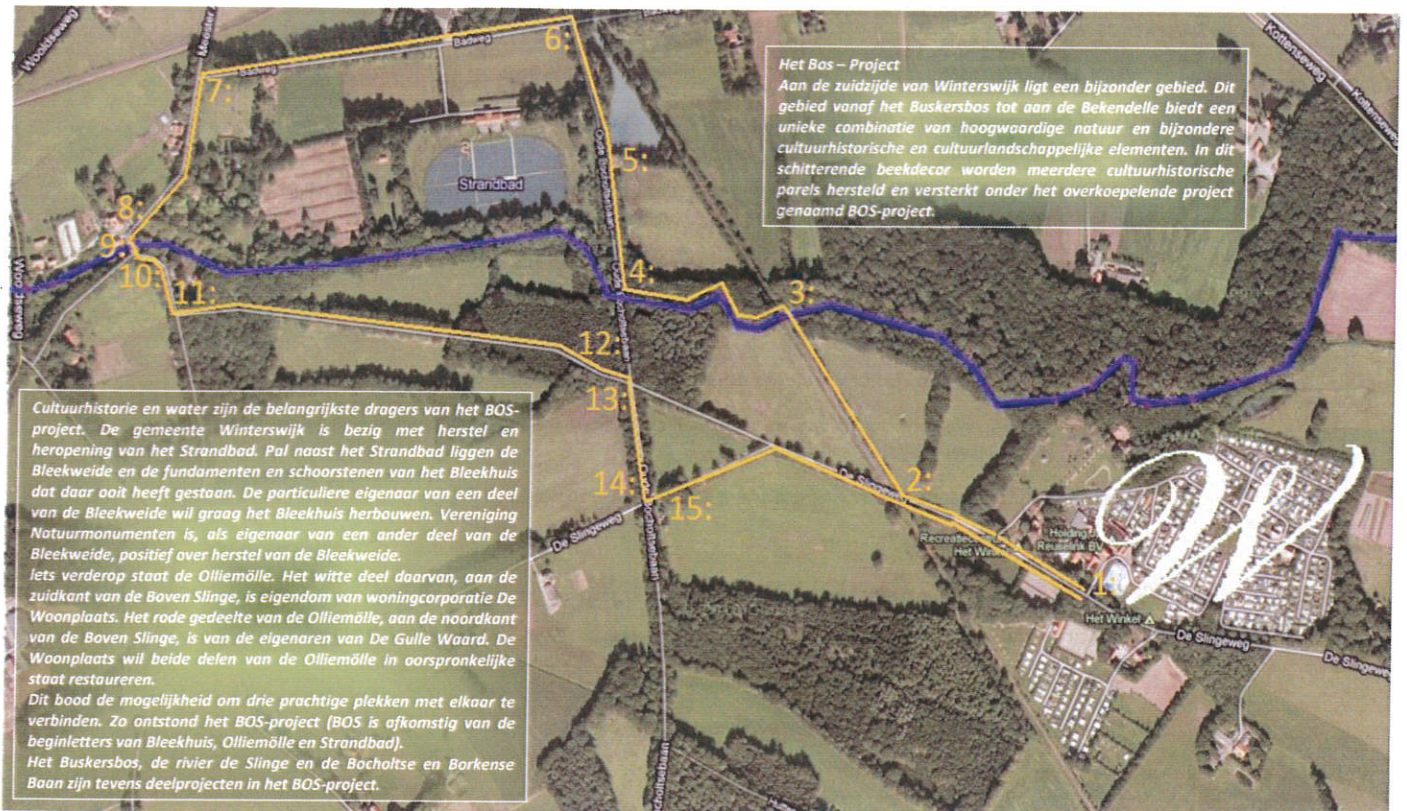 Wooldseweg
Meester
Badweg
Badweg
6:
7:
Kottenseweg
Kottenseweg
Het Bos – Project
Aan de zuidzijde van Winterswijk ligt een bijzonder gebied. Dit
gebied vanaf het Buskersbos tot aan de Bekendelle biedt een
unieke combinatie van hoogwaardige natuur en bijzondere
cultuurhistorische en cultuurlandschappelijke elementen. In dit
schitterende beekdecor worden meerdere cultuurhistorische
parels hersteld en versterkt onder het overkoepelende project
genaamd BOS-project.
Oude Bocholtsebaan
5:
Strandbad
8:
9:
10:
11:
Wooldseweg
4:
Oude Bocholtsebaan
3:
12:
13:
Cultuurhistorie en water zijn de belangrijkste dragers van het BOS-
project. De gemeente Winterswijk is bezig met herstel en
heropening van het Strandbad. Pal naast het Strandbad liggen de
Bleekweide en de fundamenten en schoorstenen van het Bleekhuis
dat daar ooit heeft gestaan. De particuliere eigenaar van een deel
van de Bleekweide wil graag het Bleekhuis herbouwen. Vereniging
Natuurmonumenten is, als eigenaar van een ander deel van de
Bleekweide, positief over herstel van de Bleekweide.
Iets verderop staat de Olliemölle. Het witte deel daarvan, aan de
zuidkant van de Boven Slinge, is eigendom van woningcorporatie De
Woonplaats. Het rode gedeelte van de Olliemölle, aan de noordkant
van de Boven Slinge, is van de eigenaren van De Gulle Waard. De
Woonplaats wil beide delen van de Olliemölle in oorspronkelijke
staat restaureren.
Dit bood de mogelijkheid om drie prachtige plekken met elkaar te
verbinden. Zo ontstond het BOS-project (BOS is afkomstig van de
beginletters van Bleekhuis, Olliemölle en Strandbad).
Het Buskersbos, de rivier de Slinge en de Bocholtse en Borkense
Baan zijn tevens deelprojecten in het BOS-project.
14:
15:
Oude Bocholtsebaan
De Slingeweg
De Slingeweg
2:
Recreatiecentrum
Het Winkel
Holding J.
Reuselink BV
W
1:
Het Winkel
De Slingeweg
De Slingeweg
ocholtsebaan